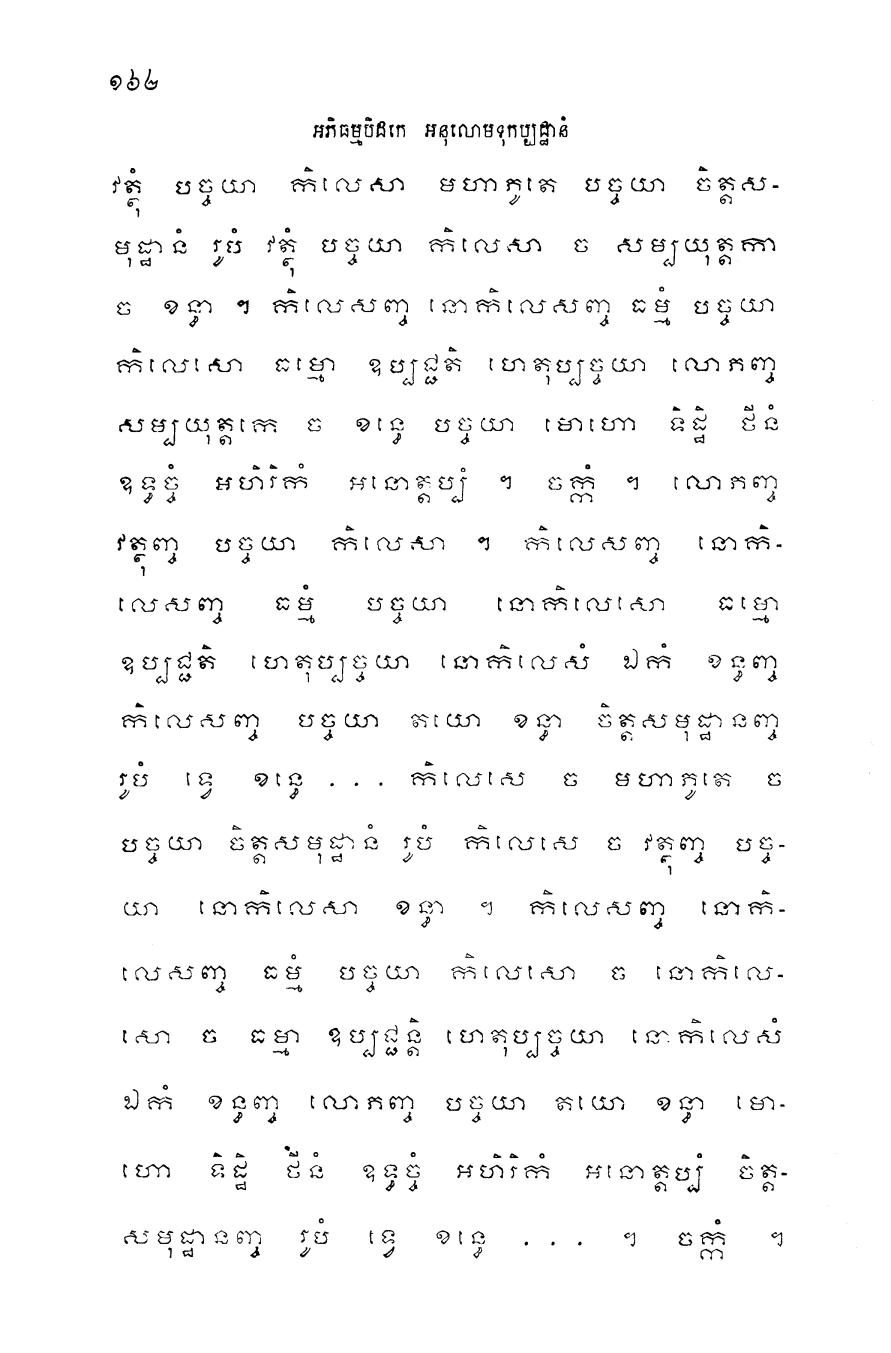 ១៦២
អភិធម្មបិដកេ អនុលោមទុកប្បដ្ឋានំ
វត្ថុំ បច្ចយា កិលេសា មហាភូតេ បច្ចយា ចិត្តស-
មុដ្ឋានំ រូបំ វត្ថុំ បច្ចយា កិលេសា ច សម្បយុត្តកា
ច ខន្ធា ។ កិលេសញ្ច នោកិលេសញ្ច ធម្មំ បច្ចយា
កិលេសោ ធម្មោ ឧប្បជ្ជតិ ហេតុប្បច្ចយា លោភញ្ច
សម្បយុត្តកេ ច ខន្ធេ បច្ចយា មោហោ ទិដ្ឋិ ថីនំ
ឧទ្ធច្ចំ អហិរិកំ អនោត្តប្បំ ។ ចក្កំ ។ លោភញ្ច
វត្ថុញ្ច បច្ចយា កិលេសា ។ កិលេសញ្ច នោកិ-
លេសញ្ច ធម្មំ បច្ចយា នោកិលេសោ ធម្មោ
ឧប្បជ្ជតិ ហេតុប្បច្ចយា នោកិលេសំ ឯកំ ខន្ធញ្ច
កិលេសញ្ច បច្ចយា តយោ ខន្ធា ចិត្តសមុដ្ឋានញ្ច
រូបំ ទ្វេ ខន្ធេ ... កិលេសេ ច មហាភូតេ ច
បច្ចយា ចិត្តសមុដ្ឋានំ រូបំ កិលេសេ ច វត្ថុញ្ច បច្ច-
យា នោកិលេសា ខន្ធា ។ កិលេសញ្ច នោកិ-
លេសញ្ច ធម្មំ បច្ចយា កិលេសោ ច នោកិលេ-
សោ ច ធម្មា ឧប្បជ្ជន្តិ ហេតុប្បច្ចយា នោកិលេសំ
ឯកំ ខន្ធញ្ច លោភញ្ច បច្ចយា តយោ ខន្ធា មោ-
ហោ ទិដ្ឋិ ថីនំ ឧទ្ធច្ចំ អហិរិកំ អនោត្តប្បំ ចិត្ត-
សមុដ្ឋានញ្ច រូបំ ទ្វេ ខន្ធេ ... ។ ចក្កំ ។